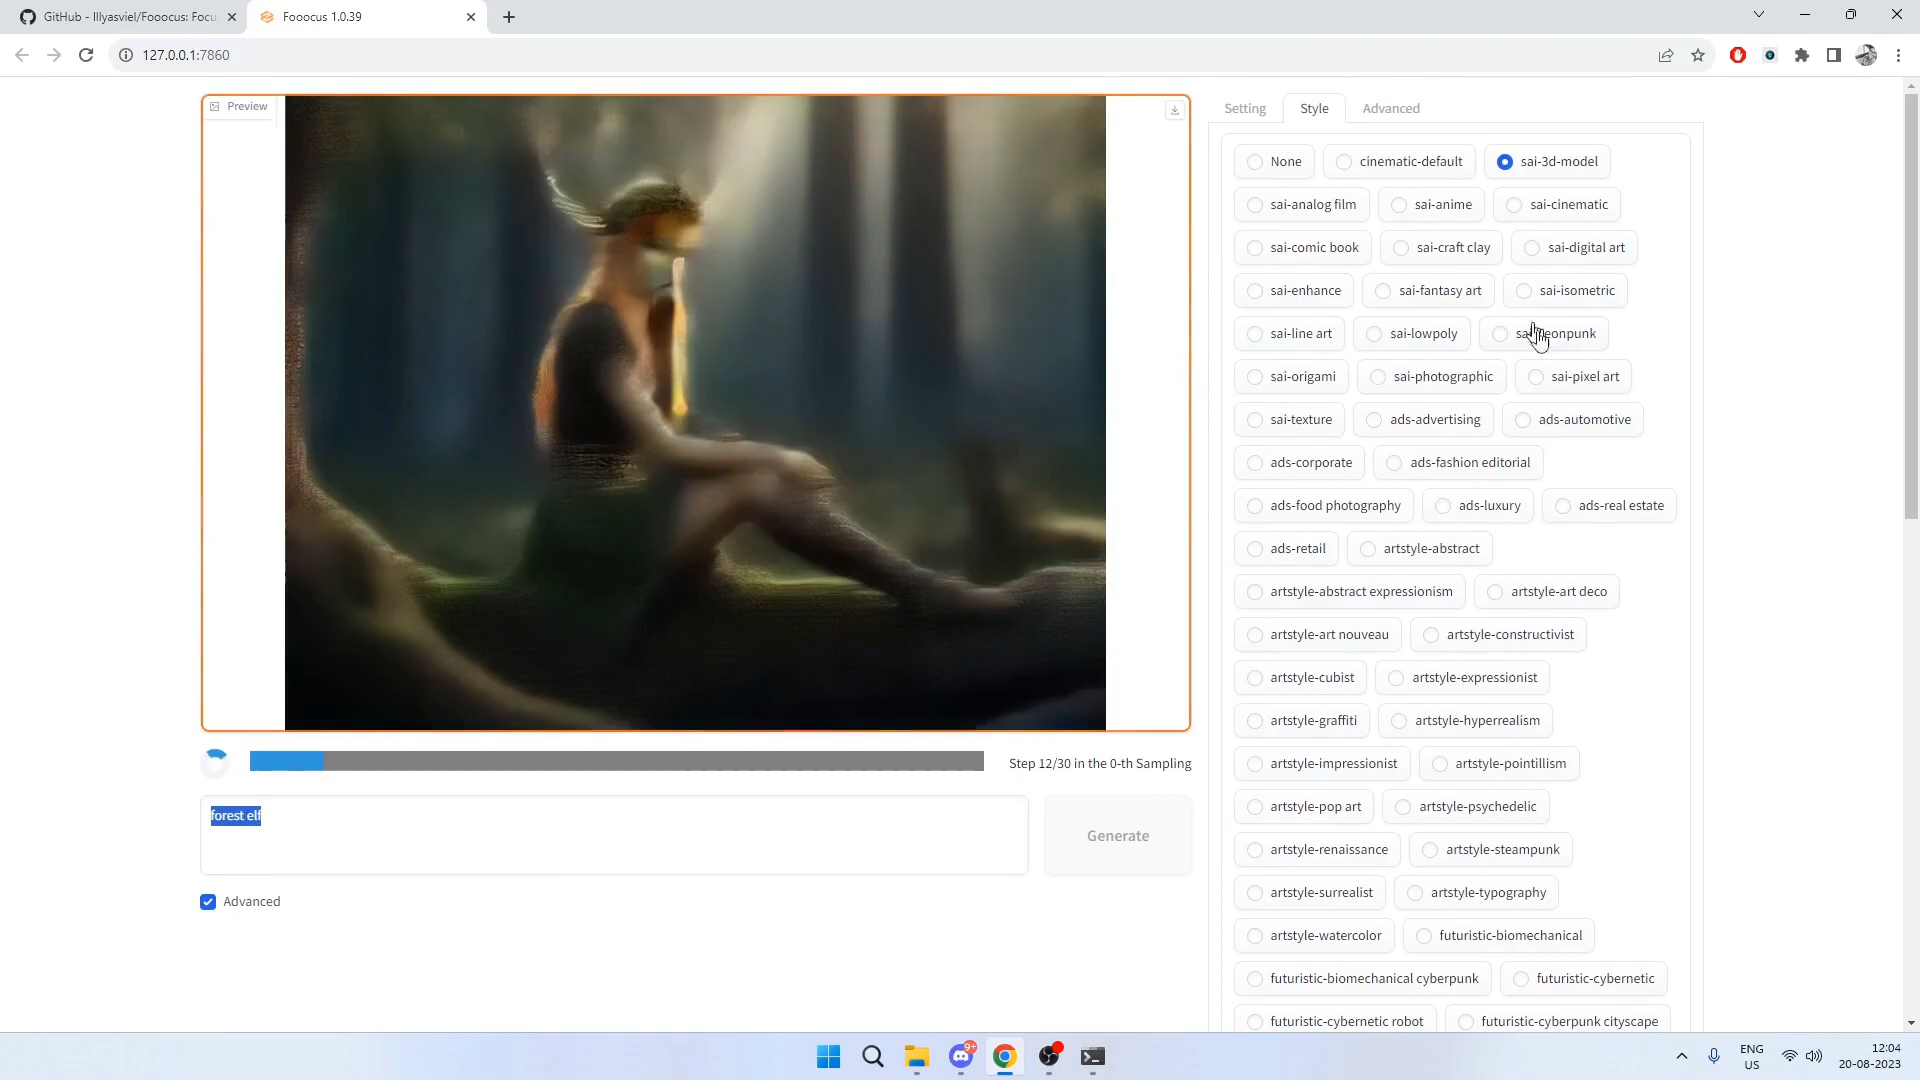 GitHub - lllyasviel/Fooocus: Focu
Fooocus 1.0.39
127.0.0.1:7860
Preview
Setting
Style
Advanced
None
cinematic-default
sai-3d-model
sai-analog film
sai-anime
sai-cinematic
sai-comic book
sai-craft clay
sai-digital art
sai-enhance
sai-fantasy art
sai-isometric
sai-line art
sai-lowpoly
sai-neonpunk
sai-origami
sai-photographic
sai-pixel art
sai-texture
ads-advertising
ads-automotive
ads-corporate
ads-fashion editorial
ads-food photography
ads-luxury
ads-real estate
ads-retail
artstyle-abstract
artstyle-abstract expressionism
artstyle-art deco
artstyle-art nouveau
artstyle-constructivist
artstyle-cubist
artstyle-expressionist
artstyle-graffiti
artstyle-hyperrealism
artstyle-impressionist
artstyle-pointillism
artstyle-pop art
artstyle-psychedelic
artstyle-renaissance
artstyle-steampunk
artstyle-surrealist
artstyle-typography
artstyle-watercolor
futuristic-biomechanical
futuristic-biomechanical cyberpunk
futuristic-cybernetic
futuristic-cybernetic robot
futuristic-cyberpunk cityscape
Step 12/30 in the 0-th Sampling
forest elf
Generate
Advanced
9+
ENG
US
12:04
20-08-2023